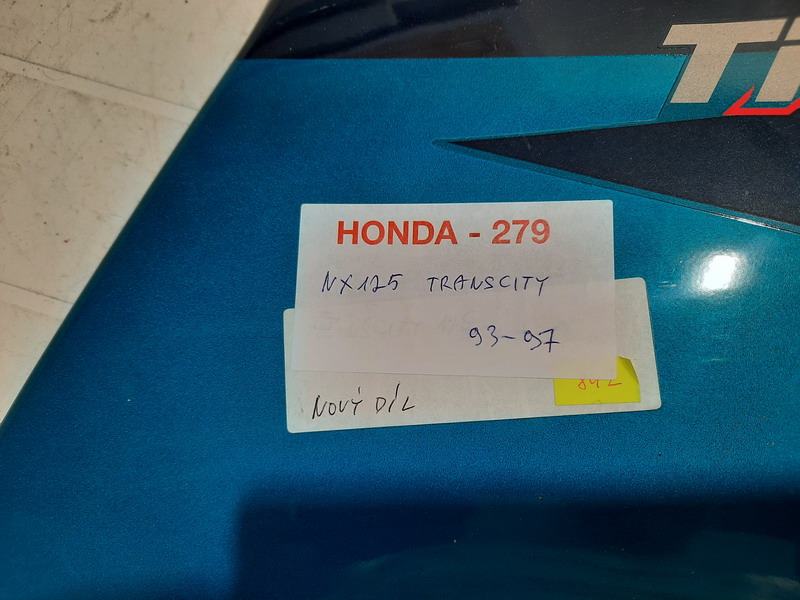 HONDA - 279
NX125 TRANSCITY
93-97
NOVÝ DÍL